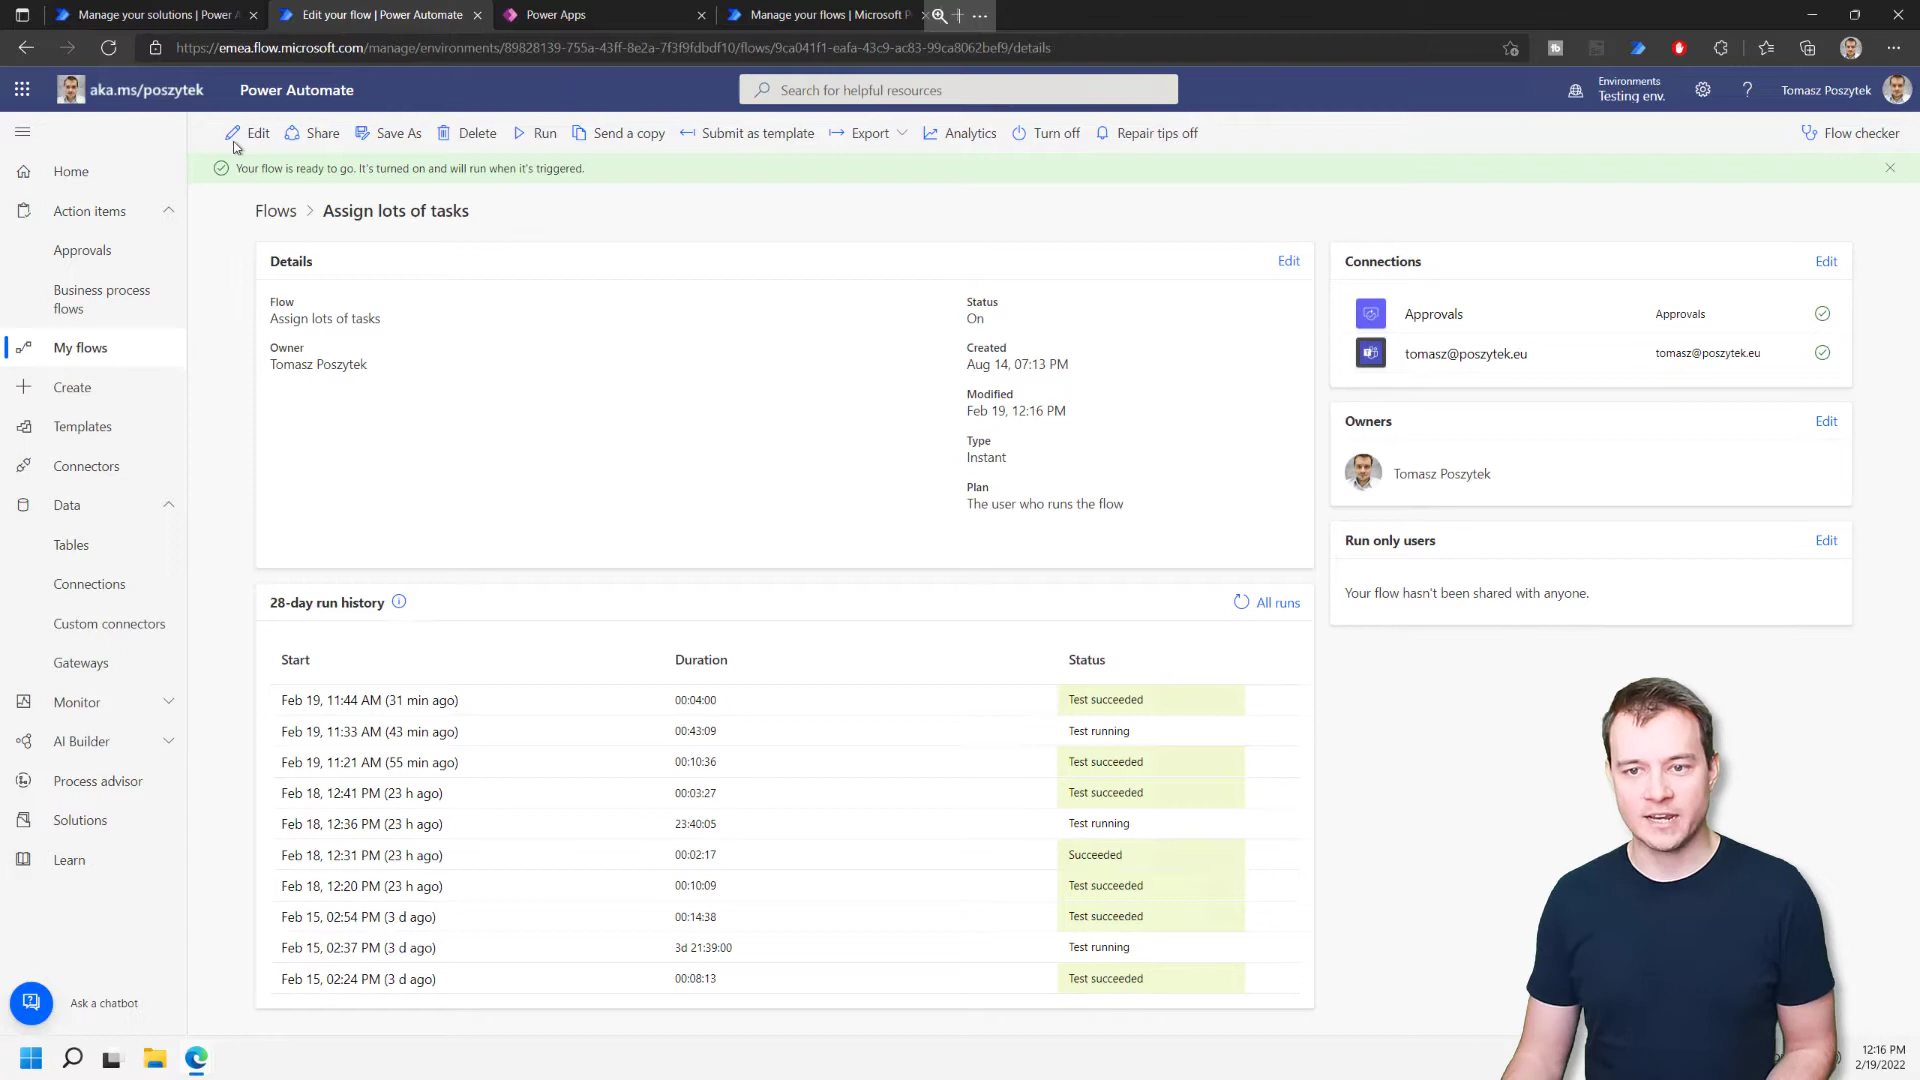 Manage your solutions | Power A
Edit your flow | Power Automate
Power Apps
Manage your flows | Microsoft P
https://emea.flow.microsoft.com/manage/environments/89828139-755a-43ff-8e2a-7f3f9fdbdf10/flows/9ca041f1-eafa-43c9-ac83-99ca8062bef9/details
aka.ms/poszytek
Power Automate
Search for helpful resources
Environments
Testing env.
Tomasz Poszytek
Edit
Share
Save As
Delete
Run
Send a copy
Submit as template
Export
Analytics
Turn off
Repair tips off
Flow checker
Your flow is ready to go. It's turned on and will run when it's triggered.
Home
Action items
Approvals
Business process
flows
My flows
Create
Templates
Connectors
Data
Tables
Connections
Custom connectors
Gateways
Monitor
AI Builder
Process advisor
Solutions
Learn
Ask a chatbot
Flows > Assign lots of tasks
Details
Edit
Flow
Assign lots of tasks
Owner
Tomasz Poszytek
Status
On
Created
Aug 14, 07:13 PM
Modified
Feb 19, 12:16 PM
Type
Instant
Plan
The user who runs the flow
28-day run history
All runs
Start Duration Status
Feb 19, 11:44 AM (31 min ago) 00:04:00 Test succeeded
Feb 19, 11:33 AM (43 min ago) 00:43:09 Test running
Feb 19, 11:21 AM (55 min ago) 00:10:36 Test succeeded
Feb 18, 12:41 PM (23 h ago) 00:03:27 Test succeeded
Feb 18, 12:36 PM (23 h ago) 23:40:05 Test running
Feb 18, 12:31 PM (23 h ago) 00:02:17 Succeeded
Feb 18, 12:20 PM (23 h ago) 00:10:09 Test succeeded
Feb 15, 02:54 PM (3 d ago) 00:14:38 Test succeeded
Feb 15, 02:37 PM (3 d ago) 3d 21:39:00 Test running
Feb 15, 02:24 PM (3 d ago) 00:08:13 Test succeeded
Connections
Edit
Approvals Approvals
tomasz@poszytek.eu tomasz@poszytek.eu
Owners
Edit
Tomasz Poszytek
Run only users
Edit
Your flow hasn't been shared with anyone.
12:16 PM
2/19/2022